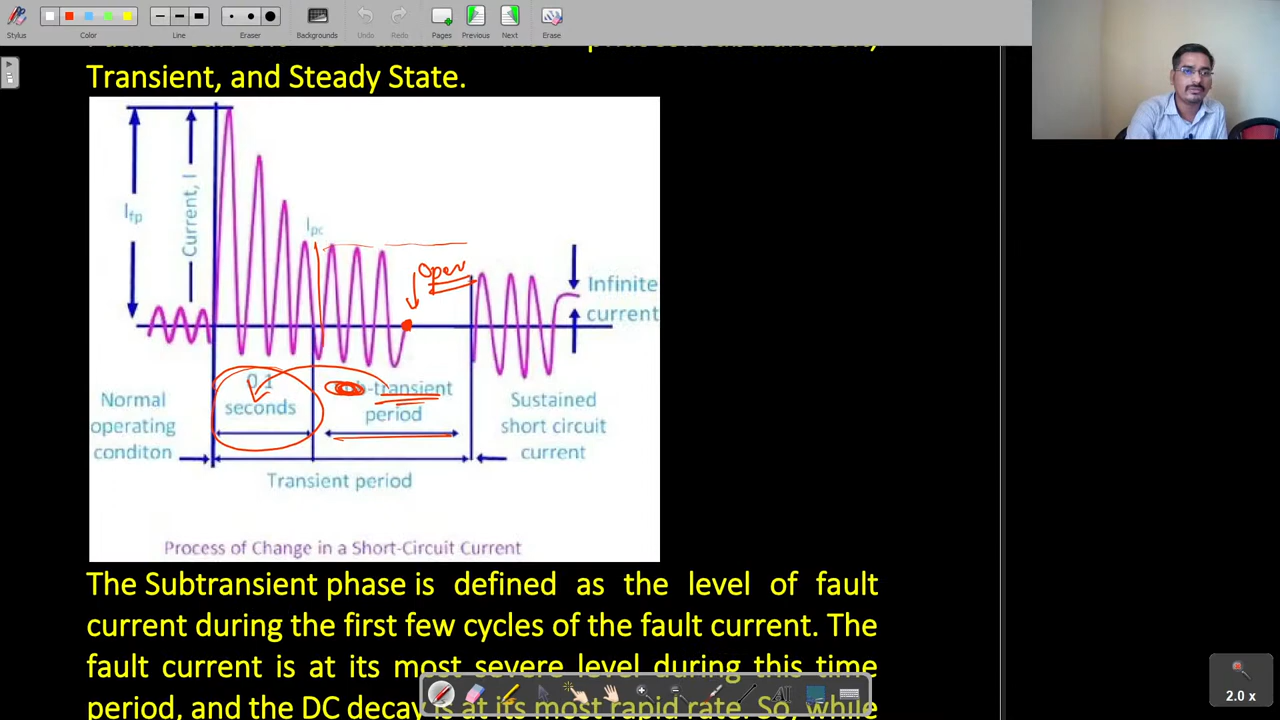 Stylus
Color
Line
Eraser
Backgrounds
Undo
Redo
Pages
Previous
Next
Erase
Transient, and Steady State.
Ifp
Current, I
Ipc
Open
Infinite
current
0.1
seconds
-transient
period
Normal
operating
conditon
Sustained
short circuit
current
Transient period
Process of Change in a Short-Circuit Current
The Subtransient phase is defined as the level of fault
current during the first few cycles of the fault current. The
fault current is at its most severe level during this time
period, and the DC decay is at its most rapid rate. So, while
2.0 x